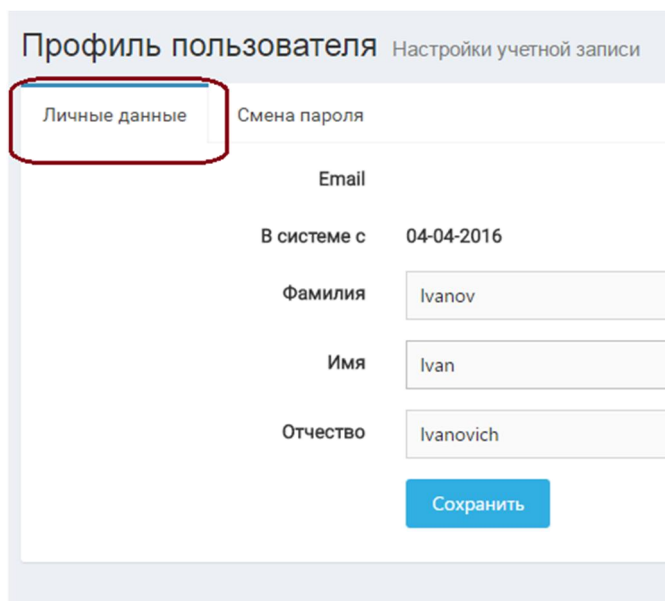 Профиль пользователя Настройки учетной записи
Личные данные Смена пароля
Email
В системе с 04-04-2016
Фамилия Ivanov
Имя Ivan
Отчество Ivanovich
Сохранить